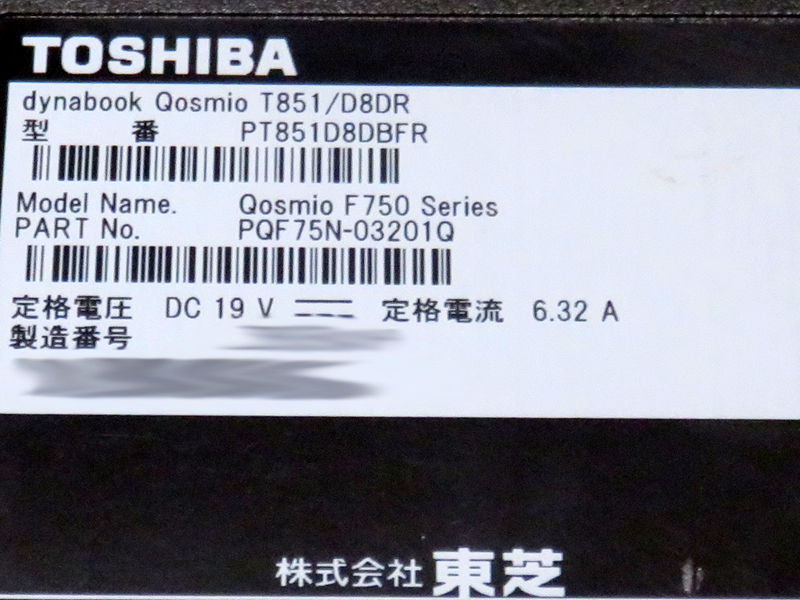 TOSHIBA
dynabook Qosmio T851/D8DR
型 番 PT851D8DBFR
Model Name. Qosmio F750 Series
PART No. PQF75N-03201Q
定格電圧 DC 19 V ⎓ 定格電流 6.32 A
製造番号
株式会社 東芝